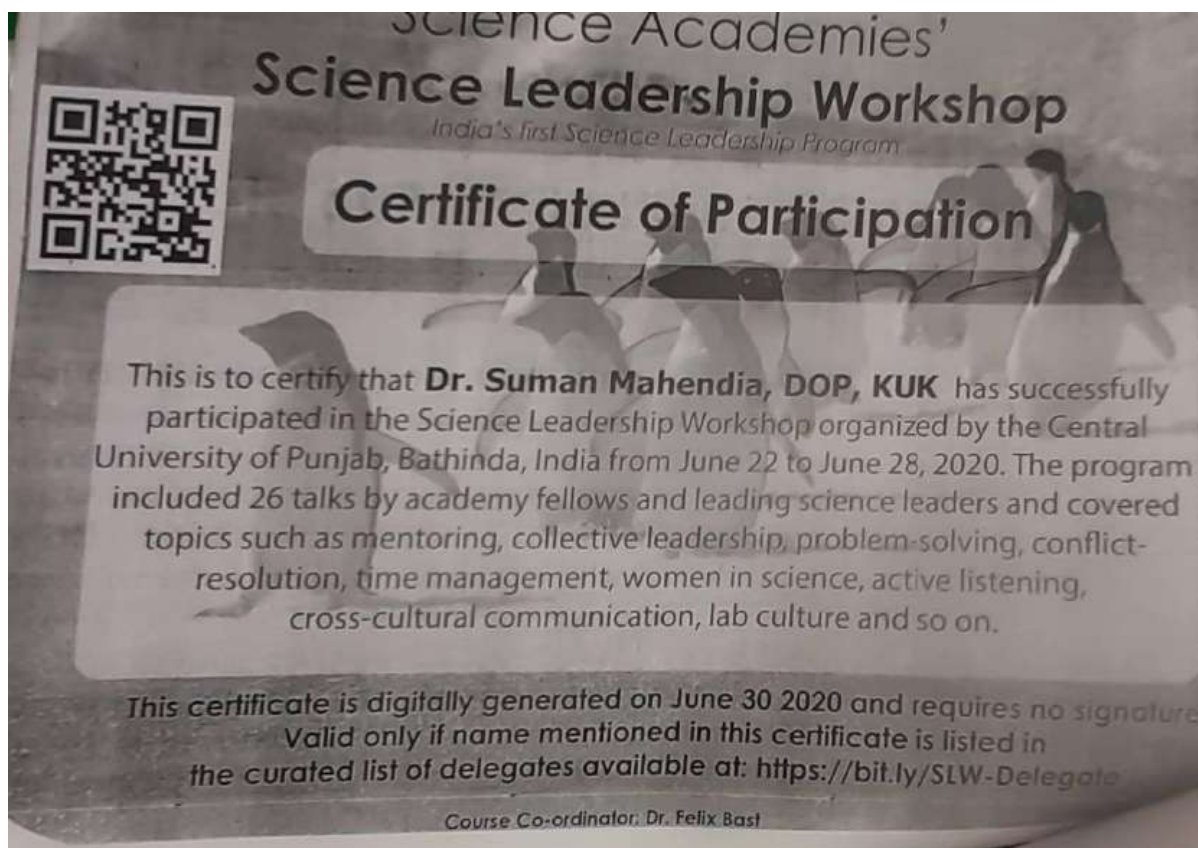 Science Academies'
Science Leadership Workshop
India's first Science Leadership Program
Certificate of Participation
This is to certify that Dr. Suman Mahendia, DOP, KUK has successfully
participated in the Science Leadership Workshop organized by the Central
University of Punjab, Bathinda, India from June 22 to June 28, 2020. The program
included 26 talks by academy fellows and leading science leaders and covered
topics such as mentoring, collective leadership, problem-solving, conflict-
resolution, time management, women in science, active listening,
cross-cultural communication, lab culture and so on.
This certificate is digitally generated on June 30 2020 and requires no signature
Valid only if name mentioned in this certificate is listed in
the curated list of delegates available at: https://bit.ly/SLW-Delegate
Course Co-ordinator: Dr. Felix Bast